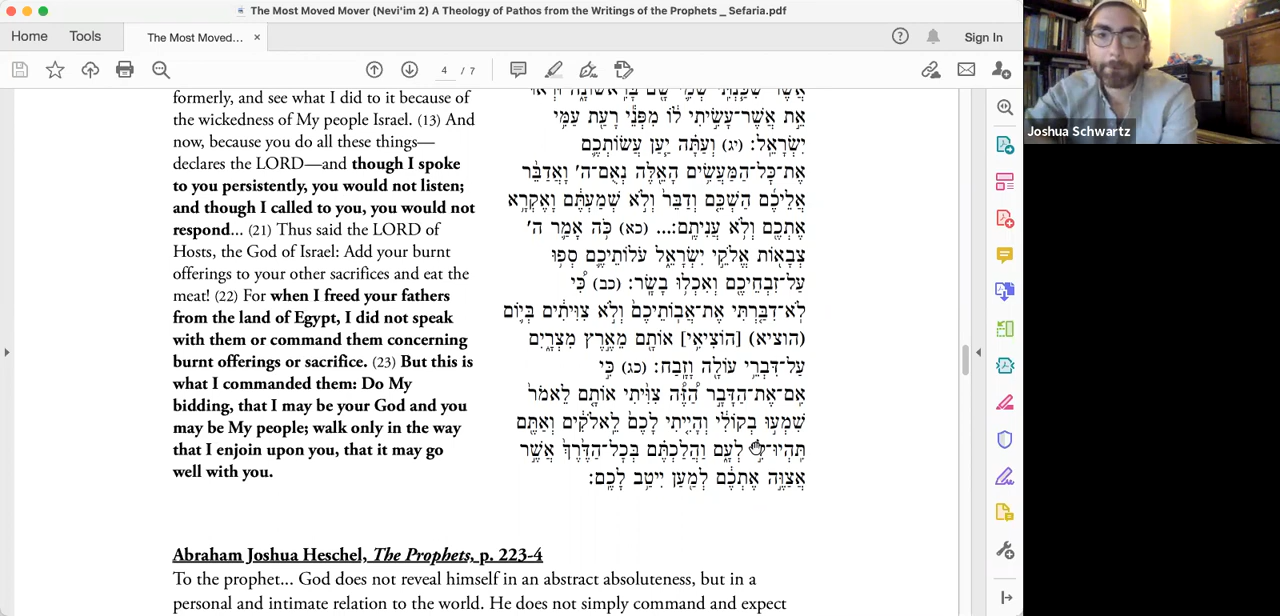 The Most Moved Mover (Nevi'im 2) A Theology of Pathos from the Writings of the Prophets _ Sefaria.pdf
Home Tools The Most Moved... × Sign In
4 / 7
Joshua Schwartz
formerly, and see what I did to it because of
the wickedness of My people Israel. (13) And
now, because you do all these things—
declares the LORD—and though I spoke
to you persistently, you would not listen;
and though I called to you, you would not
respond... (21) Thus said the LORD of
Hosts, the God of Israel: Add your burnt
offerings to your other sacrifices and eat the
meat! (22) For when I freed your fathers
from the land of Egypt, I did not speak
with them or command them concerning
burnt offerings or sacrifice. (23) But this is
what I commanded them: Do My
bidding, that I may be your God and you
may be My people; walk only in the way
that I enjoin upon you, that it may go
well with you.
אֵ֣ת אֲשֶׁר־עָשִׂ֣יתִי ל֔וֹ מִפְּנֵ֕י רָעַ֖ת עַמִּ֥י
יִשְׂרָאֵֽל׃ (יג) וְעַתָּ֗ה יַ֧עַן עֲשׂוֹתְכֶ֛ם
אֶת־כׇּל־הַמַּעֲשִׂ֥ים הָאֵ֖לֶּה נְאֻם־ה' וָאֲדַבֵּ֨ר
אֲלֵיכֶ֜ם הַשְׁכֵּ֤ם וְדַבֵּר֙ וְלֹ֣א שְׁמַעְתֶּ֔ם וָאֶקְרָ֥א
אֶתְכֶ֖ם וְלֹ֥א עֲנִיתֶֽם׃... (כא) כֹּ֥ה אָמַ֛ר ה'
צְבָא֖וֹת אֱלֹקֵ֣י יִשְׂרָאֵ֑ל עֹלוֹתֵיכֶ֛ם סְפ֥וּ
עַל־זִבְחֵיכֶ֖ם וְאִכְל֥וּ בָשָֽׂר׃ (כב) כִּ֠י
לֹֽא־דִבַּ֤רְתִּי אֶת־אֲבֽוֹתֵיכֶם֙ וְלֹ֣א צִוִּיתִ֔ים בְּי֛וֹם
(הוציא) [הוֹצִיאִ֥י] אוֹתָ֖ם מֵאֶ֣רֶץ מִצְרָ֑יִם
עַל־דִּבְרֵ֥י עוֹלָ֖ה וָזָֽבַח׃ (כג) כִּ֣י
אִֽם־אֶת־הַדָּבָ֣ר הַ֠זֶּ֠ה צִוִּ֨יתִי אוֹתָ֤ם לֵאמֹר֙
שִׁמְע֣וּ בְקוֹלִ֔י וְהָיִ֤יתִי לָכֶם֙ לֵֽאלֹקִ֔ים וְאַתֶּ֖ם
תִּֽהְיוּ־לִ֣י לְעָ֑ם וַהֲלַכְתֶּ֗ם בְּכׇל־הַדֶּ֙רֶךְ֙ אֲשֶׁ֣ר
אֲצַוֶּ֣ה אֶתְכֶ֔ם לְמַ֖עַן יִיטַ֥ב לָכֶֽם׃
Abraham Joshua Heschel, The Prophets, p. 223-4
To the prophet... God does not reveal himself in an abstract absoluteness, but in a
personal and intimate relation to the world. He does not simply command and expect